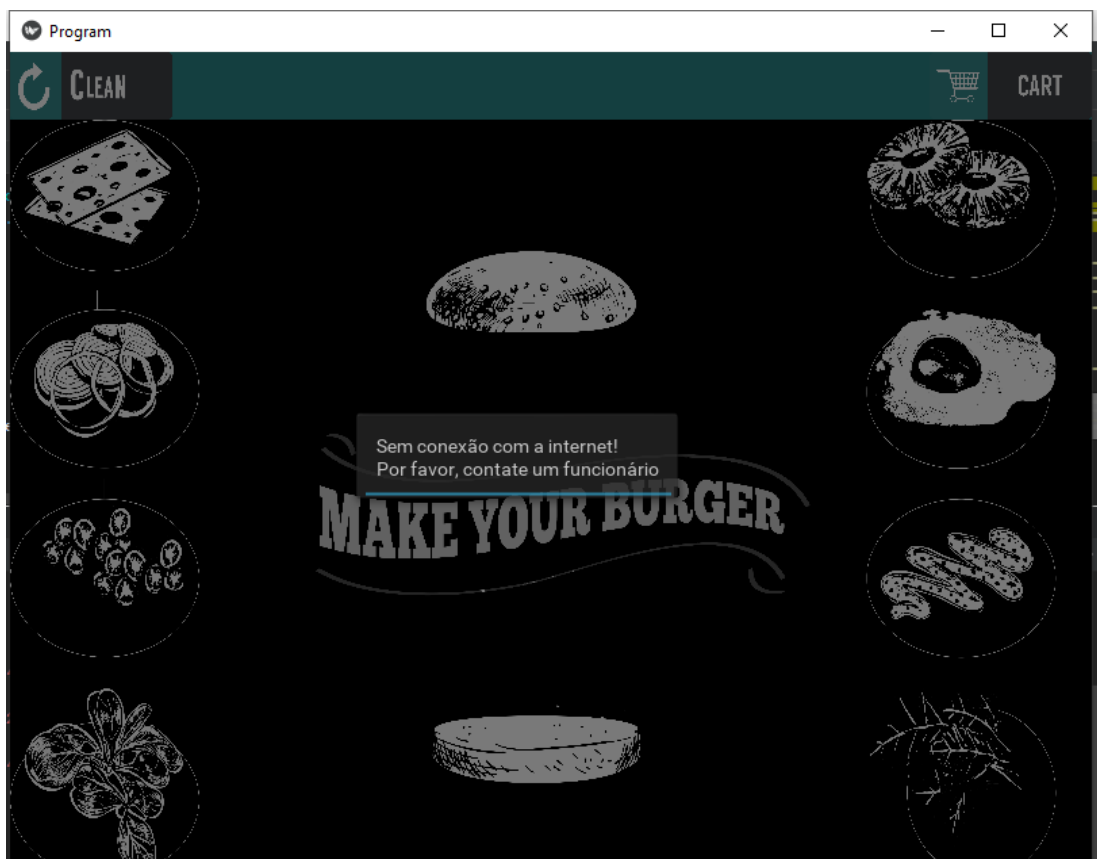 Program
CLEAN
CART
Sem conexão com a internet!
Por favor, contate um funcionário
MAKE YOUR BURGER